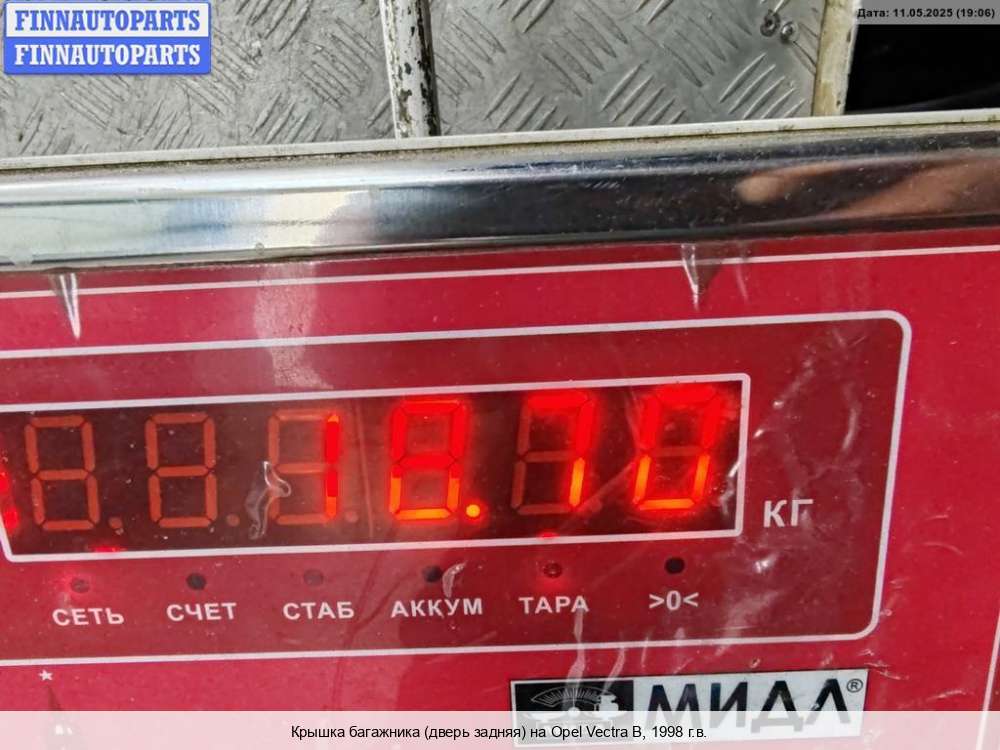 FINNAUTOPARTS
FINNAUTOPARTS
Дата: 11.05.2025 (19:06)
10.70
КГ
СЕТЬ СЧЕТ СТАБ АККУМ ТАРА >0<
МИДЛ®
Крышка багажника (дверь задняя) на Opel Vectra B, 1998 г.в.